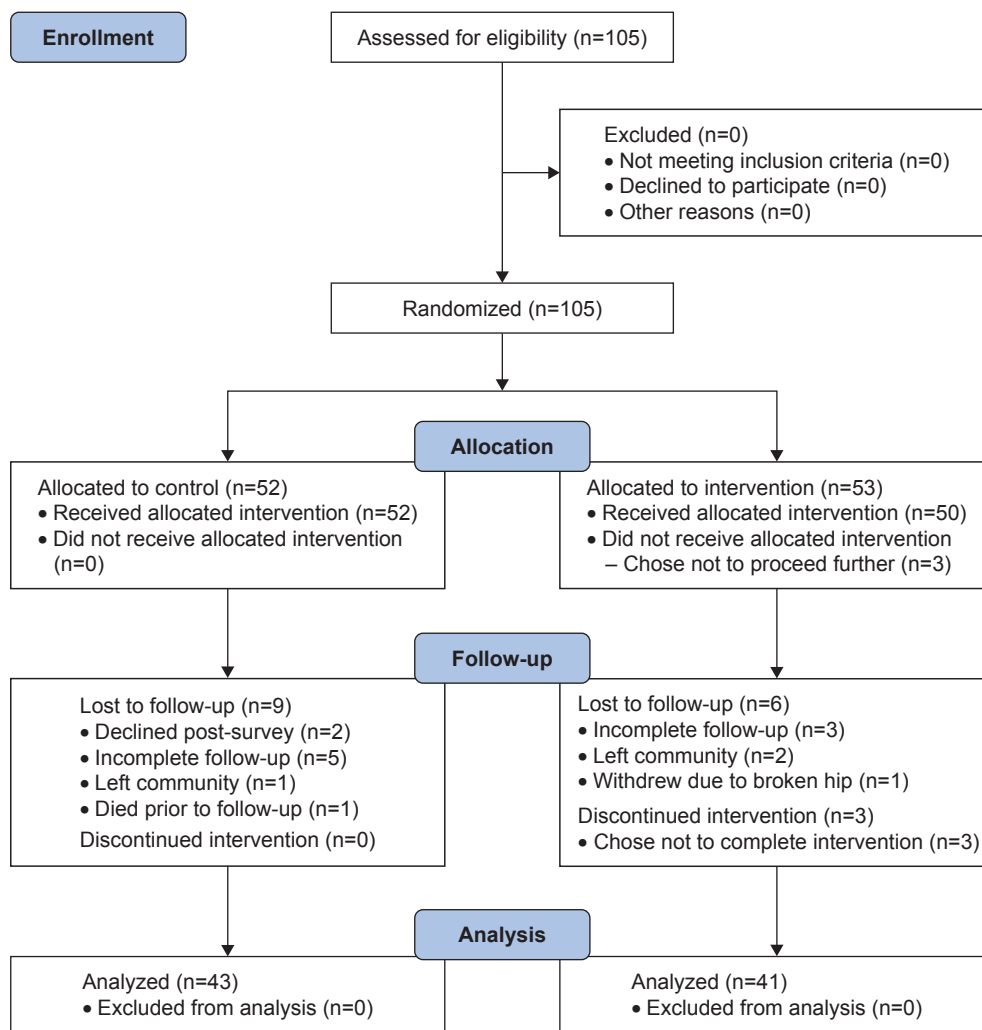 Enrollment
Assessed for eligibility (n=105)
Excluded (n=0)
• Not meeting inclusion criteria (n=0)
• Declined to participate (n=0)
• Other reasons (n=0)
Randomized (n=105)
Allocation
Allocated to control (n=52)
• Received allocated intervention (n=52)
• Did not receive allocated intervention
(n=0)
Allocated to intervention (n=53)
• Received allocated intervention (n=50)
• Did not receive allocated intervention
– Chose not to proceed further (n=3)
Follow-up
Lost to follow-up (n=9)
• Declined post-survey (n=2)
• Incomplete follow-up (n=5)
• Left community (n=1)
• Died prior to follow-up (n=1)
Discontinued intervention (n=0)
Lost to follow-up (n=6)
• Incomplete follow-up (n=3)
• Left community (n=2)
• Withdrew due to broken hip (n=1)
Discontinued intervention (n=3)
• Chose not to complete intervention (n=3)
Analysis
Analyzed (n=43)
• Excluded from analysis (n=0)
Analyzed (n=41)
• Excluded from analysis (n=0)